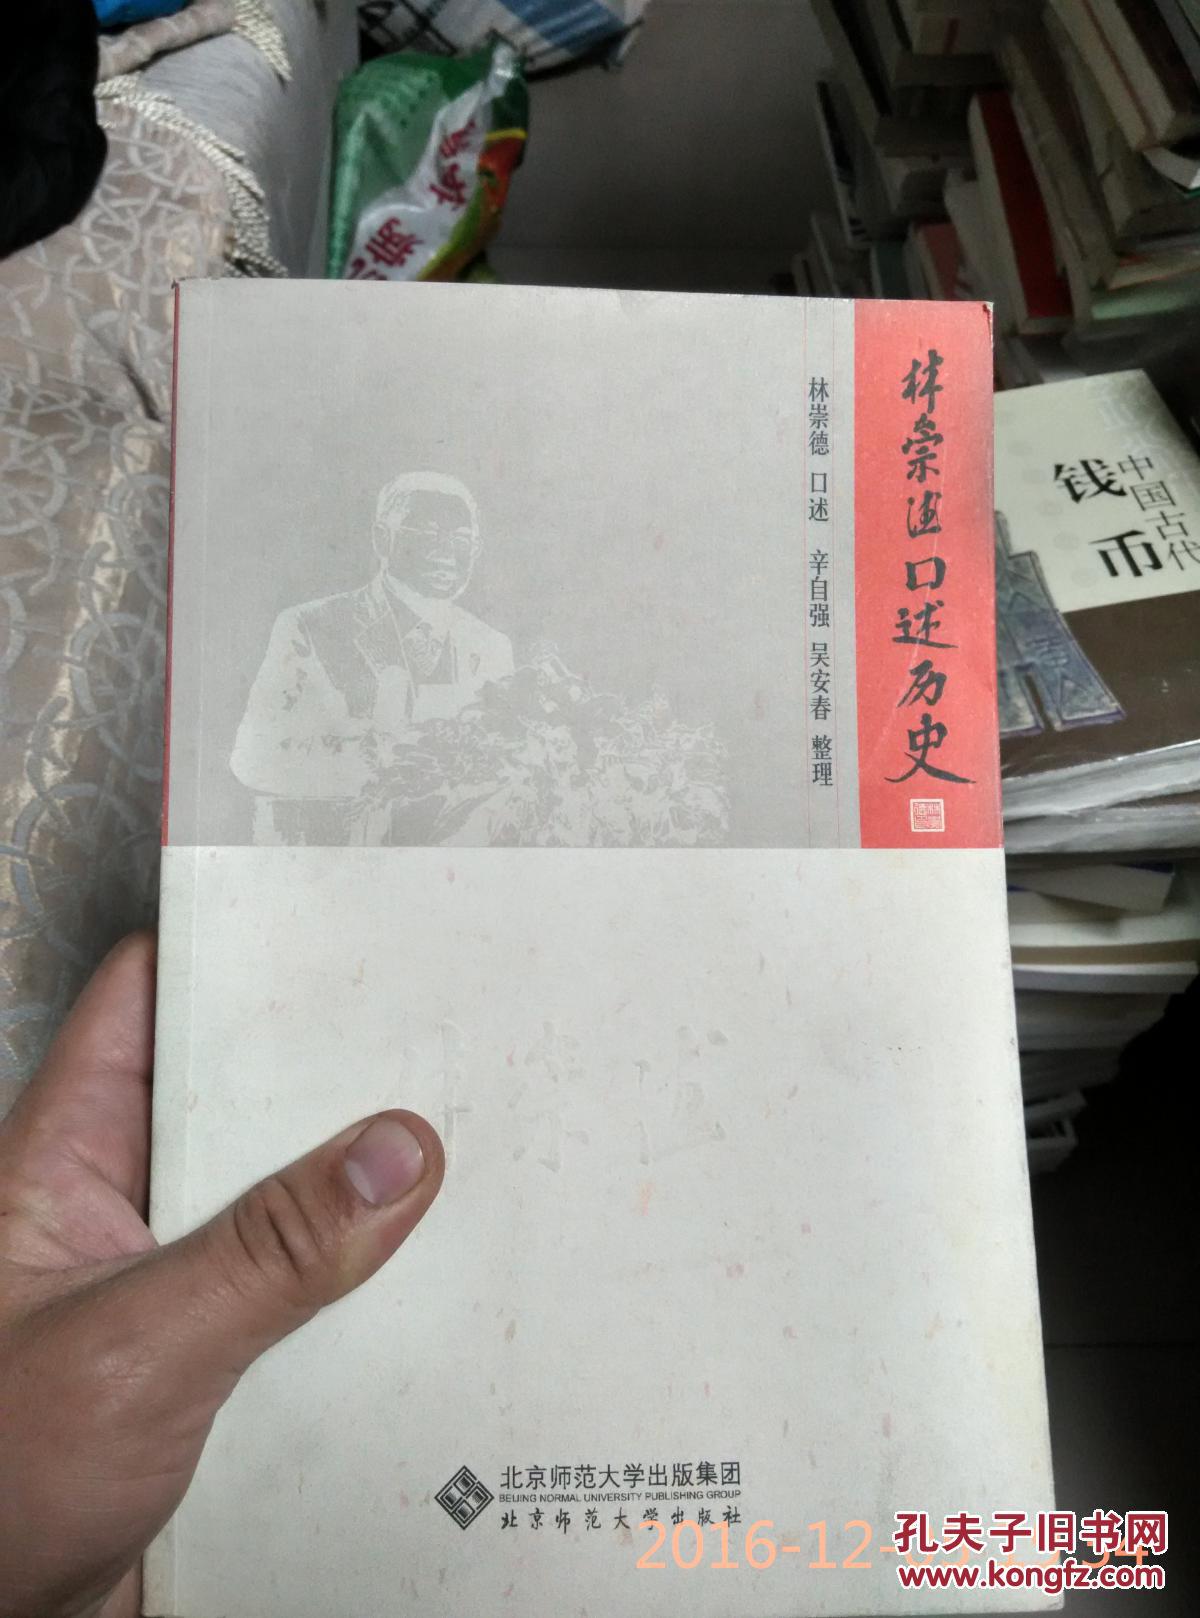 林崇德口述历史
林崇德 口述 辛自强 吴安春 整理
林崇德
北京师范大学出版集团
BEIJING NORMAL UNIVERSITY PUBLISHING GROUP
北京师范大学出版社
中国古代
钱币
孔夫子旧书网
www.kongfz.com